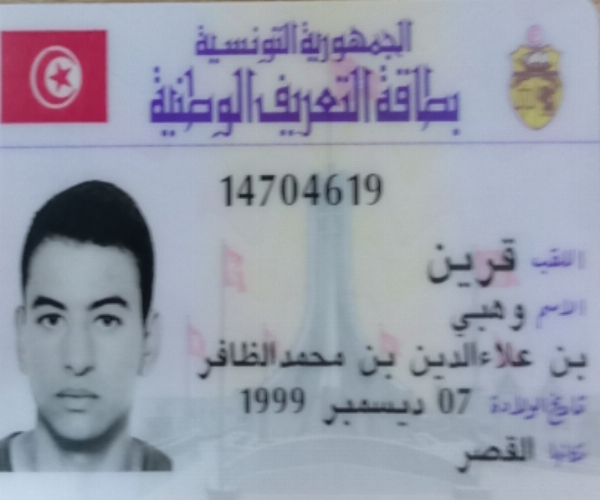 الجمهورية التونسية
بطاقة التعريف الوطنية
14704619
اللقب قرين
الاسم وهبي
بن علاءالدين بن محمدالظافر
تاريخ الولادة 07 ديسمبر 1999
مكانها القصر